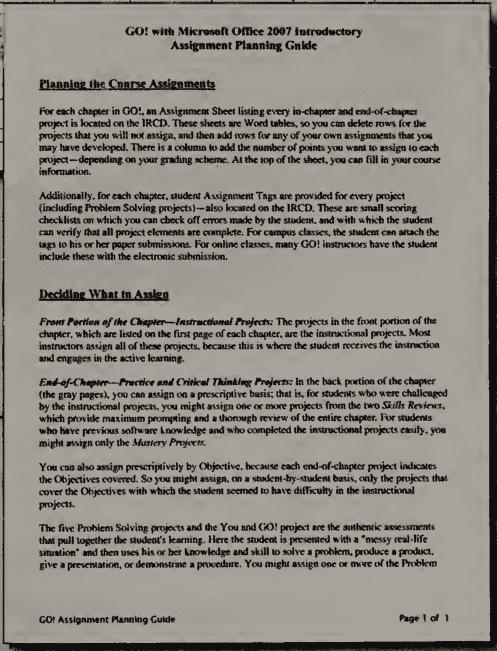 GO! with Microsoft Office 2007 Introductory
Assignment Planning Guide
Planning the Course Assignments
For each chapter in GO!, an Assignment Sheet listing every in-chapter and end-of-chapter
project is located on the IRCD. These sheets are Word tables, so you can delete rows for the
projects that you will not assign, and then add rows for any of your own assignments that you
may have developed. There is a column to add the number of points you want to assign to each
project—depending on your grading scheme. At the top of the sheet, you can fill in your course
information.
Additionally, for each chapter, student Assignment Tags are provided for every project
(including Problem Solving projects)—also located on the IRCD. These are small scoring
checklists on which you can check off errors made by the student, and with which the student
can verify that all project elements are complete. For campus classes, the student can attach the
tags to his or her paper submissions. For online classes, many GO! instructors have the student
include these with the electronic submission.
Deciding What to Assign
Front Portion of the Chapter—Instructional Projects: The projects in the front portion of the
chapter, which are listed on the first page of each chapter, are the instructional projects. Most
instructors assign all of these projects, because this is where the student receives the instruction
and engages in the active learning.
End-of-Chapter—Practice and Critical Thinking Projects: In the back portion of the chapter
(the gray pages), you can assign on a prescriptive basis; that is, for students who were challenged
by the instructional projects, you might assign one or more projects from the two Skills Reviews,
which provide maximum prompting and a thorough review of the entire chapter. For students
who have previous software knowledge and who completed the instructional projects easily, you
might assign only the Mastery Projects.
You can also assign prescriptively by Objective, because each end-of-chapter project indicates
the Objectives covered. So you might assign, on a student-by-student basis, only the projects that
cover the Objectives with which the student seemed to have difficulty in the instructional
projects.
The five Problem Solving projects and the You and GO! project are the authentic assessments
that pull together the student's learning. Here the student is presented with a "messy real-life
situation" and then uses his or her knowledge and skill to solve a problem, produce a product,
give a presentation, or demonstrate a procedure. You might assign one or more of the Problem
GO! Assignment Planning Guide
Page 1 of 1